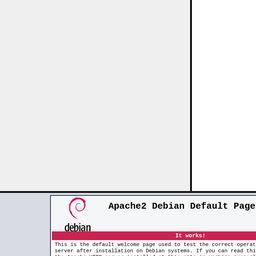 Apache2 Debian Default Page
debian
It works!
This is the default welcome page used to test the correct operat
server after installation on Debian systems. If you can read thi